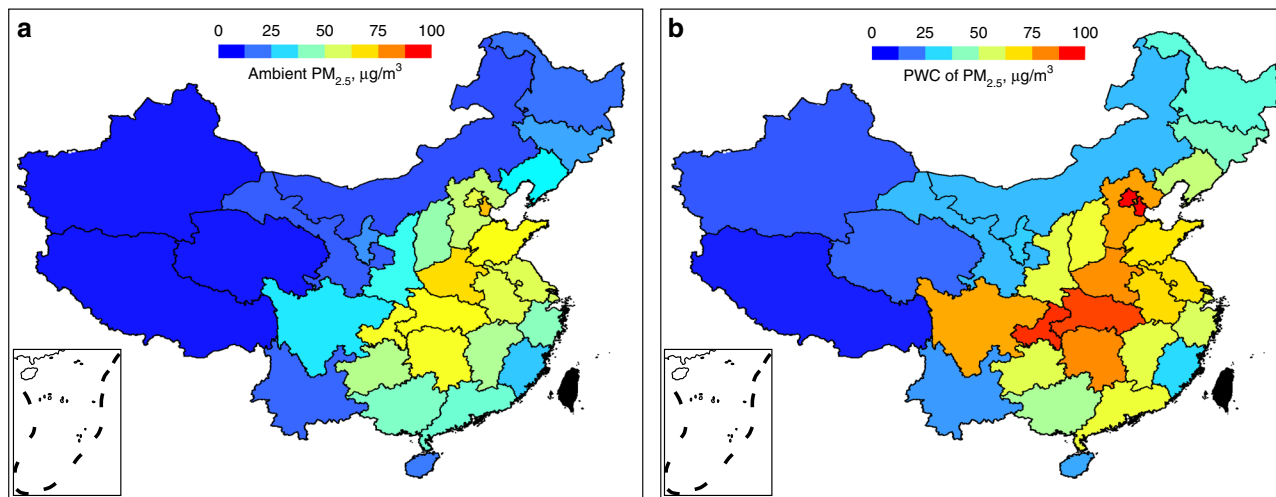 a
0 25 50 75 100
Ambient PM2.5, μg/m³
b
0 25 50 75 100
PWC of PM2.5, μg/m³